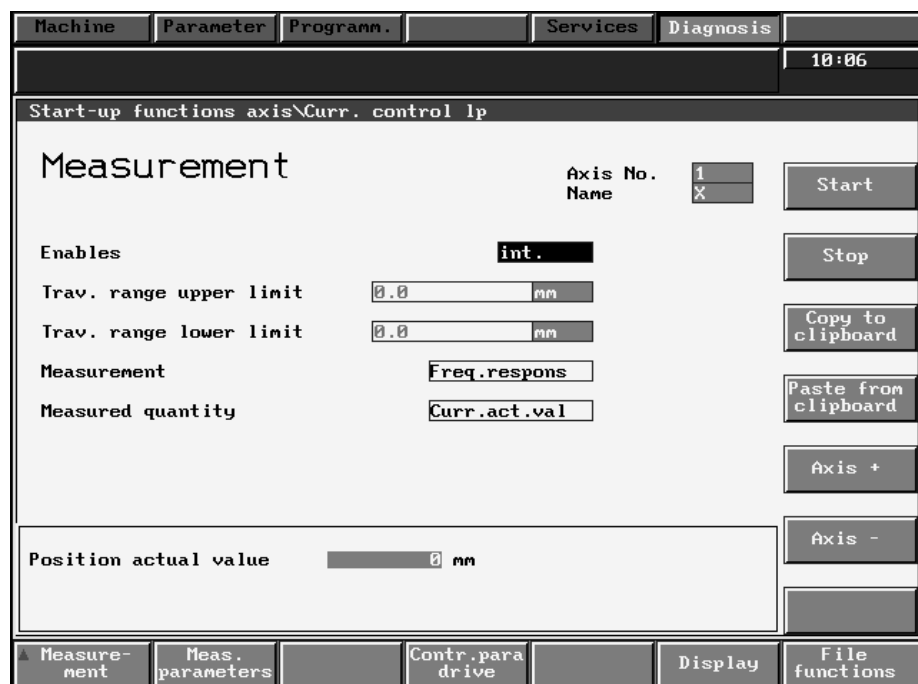 Machine Parameter Programm. Services Diagnosis
10:06
Start-up functions axis\Curr. control lp
Measurement
Axis No. 1
Name X
Start
Enables int.
Stop
Trav. range upper limit 0.0 mm
Trav. range lower limit 0.0 mm
Copy to
clipboard
Measurement Freq.respons
Paste from
clipboard
Measured quantity Curr.act.val
Axis +
Axis -
Position actual value 0 mm
Measure-
ment
Meas.
parameters
Contr.para
drive
Display
File
functions